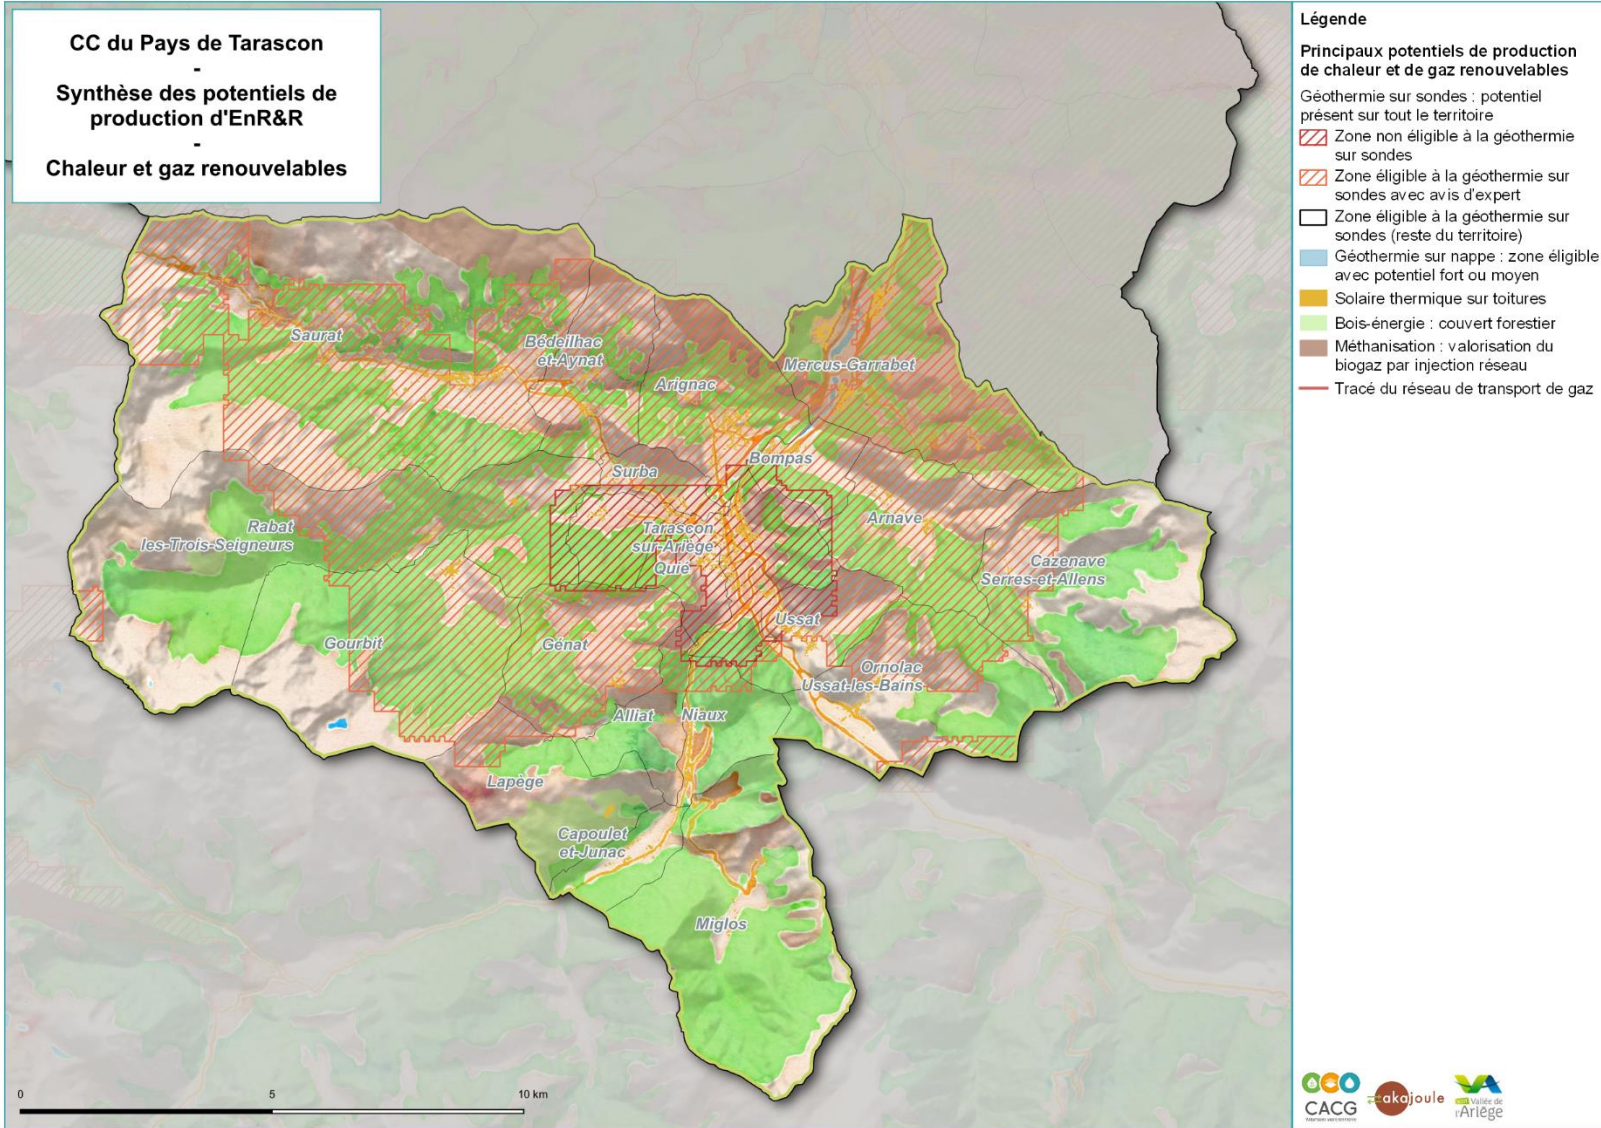 CC du Pays de Tarascon
-
Synthèse des potentiels de
production d'EnR&R
-
Chaleur et gaz renouvelables
Saurat
Bédeilhac
et-Aynat
Arignac
Mercus-Garrabet
Surba
Bompas
Rabat
les-Trois-Seigneurs
Tarascon
sur-Ariège
Quié
Arnave
Cazenave
Serres-et-Allens
Gourbit
Génat
Ussat
Ornolac
Ussat-les-Bains
Alliat
Niaux
Lapège
Capoulet
et-Junac
Miglos
0
5
10 km
Légende
Principaux potentiels de production
de chaleur et de gaz renouvelables
Géothermie sur sondes : potentiel
présent sur tout le territoire
Zone non éligible à la géothermie
sur sondes
Zone éligible à la géothermie sur
sondes avec avis d'expert
Zone éligible à la géothermie sur
sondes (reste du territoire)
Géothermie sur nappe : zone éligible
avec potentiel fort ou moyen
Solaire thermique sur toitures
Bois-énergie : couvert forestier
Méthanisation : valorisation du
biogaz par injection réseau
Tracé du réseau de transport de gaz
CACG
akajoule
Vallée de
l'Ariège